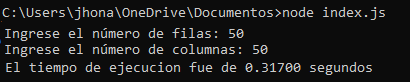 C:\Users\jhona\OneDrive\Documentos>node index.js
Ingrese el número de filas: 50
Ingrese el número de columnas: 50
El tiempo de ejecucion fue de 0.31700 segundos